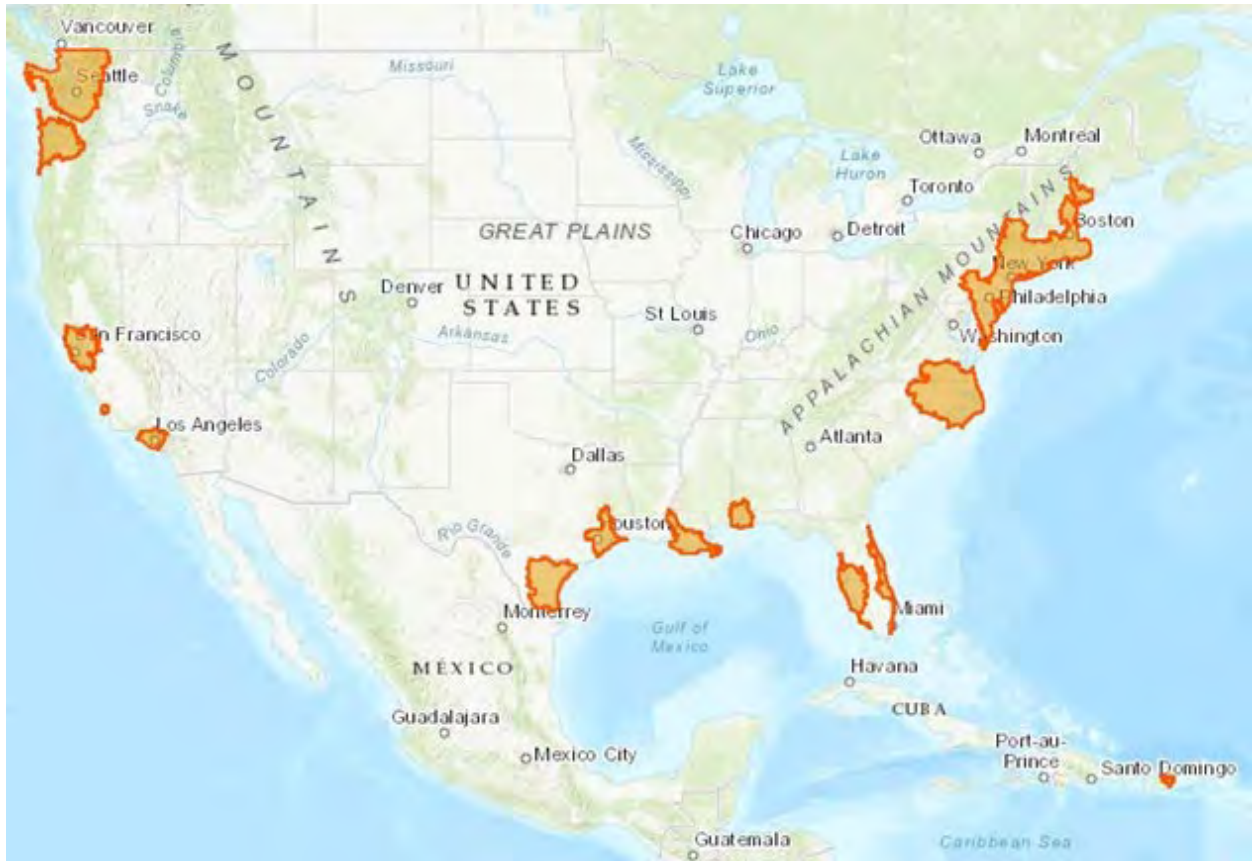 Vancouver
Seattle
Columbia
Snake
MOUNTAINS
Missouri
Lake
Superior
Mississippi
Ottawa
Montreal
Lake
Huron
Toronto
Boston
Chicago
Detroit
GREAT PLAINS
New York
Philadelphia
Denver
UNITED
STATES
St Louis
Ohio
Washington
APPALACHIAN MOUNTAINS
San Francisco
Colorado
Arkansas
Los Angeles
Atlanta
Dallas
Houston
Rio Grande
Monterrey
Miami
Gulf of
Mexico
MÉXICO
Havana
CUBA
Guadalajara
Mexico City
Port-au-
Prince
Santo Domingo
Guatemala
Caribbean Sea